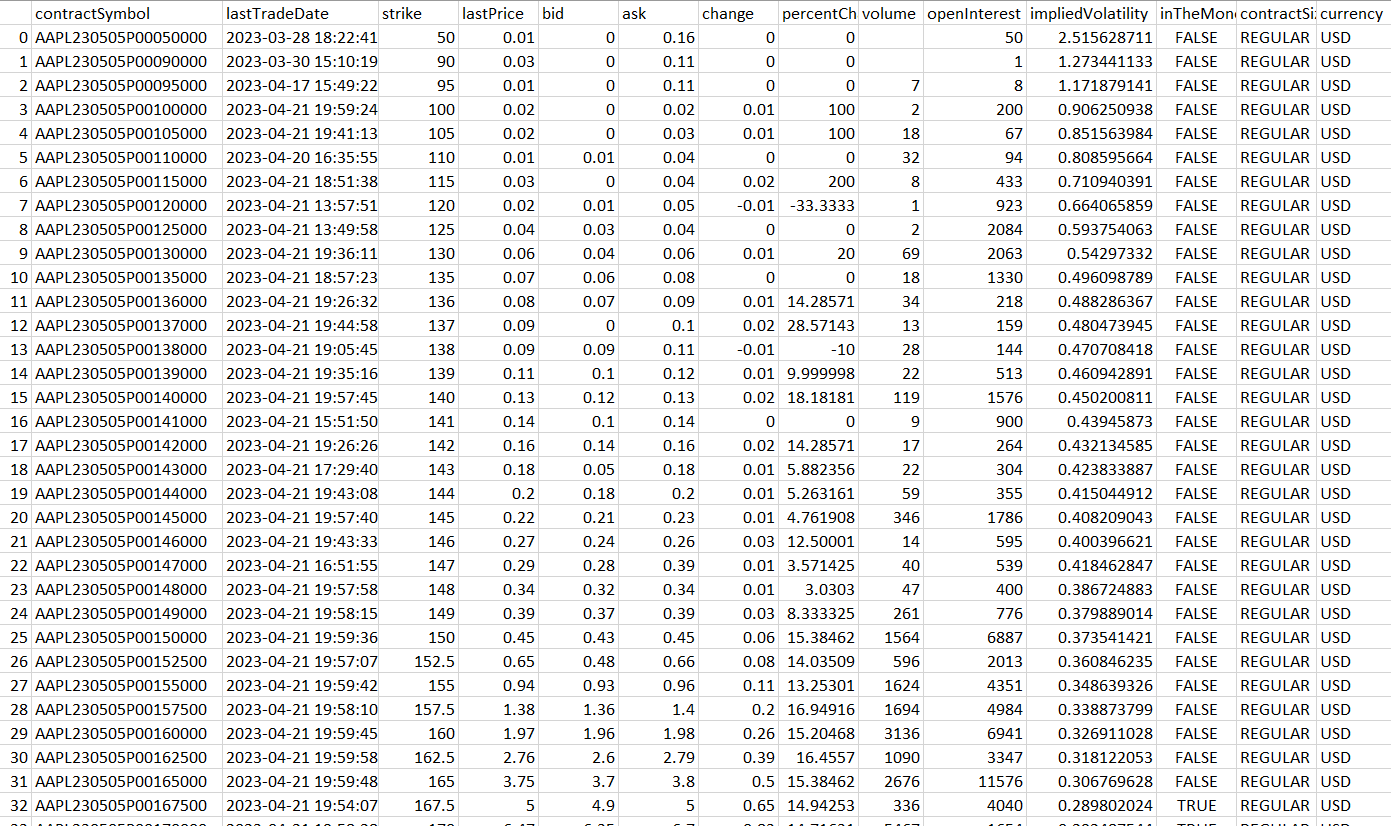 contractSymbol lastTradeDate strike lastPrice bid ask change percentCh volume openInterest impliedVolatility inTheMone contractSi currency
0 AAPL230505P00050000 2023-03-28 18:22:41 50 0.01 0 0.16 0 0 50 2.515628711 FALSE REGULAR USD
1 AAPL230505P00090000 2023-03-30 15:10:19 90 0.03 0 0.11 0 0 1 1.273441133 FALSE REGULAR USD
2 AAPL230505P00095000 2023-04-17 15:49:22 95 0.01 0 0.11 0 0 7 8 1.171879141 FALSE REGULAR USD
3 AAPL230505P00100000 2023-04-21 19:59:24 100 0.02 0 0.02 0.01 100 2 200 0.906250938 FALSE REGULAR USD
4 AAPL230505P00105000 2023-04-21 19:41:13 105 0.02 0 0.03 0.01 100 18 67 0.851563984 FALSE REGULAR USD
5 AAPL230505P00110000 2023-04-20 16:35:55 110 0.01 0.01 0.04 0 0 32 94 0.808595664 FALSE REGULAR USD
6 AAPL230505P00115000 2023-04-21 18:51:38 115 0.03 0 0.04 0.02 200 8 433 0.710940391 FALSE REGULAR USD
7 AAPL230505P00120000 2023-04-21 13:57:51 120 0.02 0.01 0.05 -0.01 -33.3333 1 923 0.664065859 FALSE REGULAR USD
8 AAPL230505P00125000 2023-04-21 13:49:58 125 0.04 0.03 0.04 0 0 2 2084 0.593754063 FALSE REGULAR USD
9 AAPL230505P00130000 2023-04-21 19:36:11 130 0.06 0.04 0.06 0.01 20 69 2063 0.54297332 FALSE REGULAR USD
10 AAPL230505P00135000 2023-04-21 18:57:23 135 0.07 0.06 0.08 0 0 18 1330 0.496098789 FALSE REGULAR USD
11 AAPL230505P00136000 2023-04-21 19:26:32 136 0.08 0.07 0.09 0.01 14.28571 34 218 0.488286367 FALSE REGULAR USD
12 AAPL230505P00137000 2023-04-21 19:44:58 137 0.09 0 0.1 0.02 28.57143 13 159 0.480473945 FALSE REGULAR USD
13 AAPL230505P00138000 2023-04-21 19:05:45 138 0.09 0.09 0.11 -0.01 -10 28 144 0.470708418 FALSE REGULAR USD
14 AAPL230505P00139000 2023-04-21 19:35:16 139 0.11 0.1 0.12 0.01 9.999998 22 513 0.460942891 FALSE REGULAR USD
15 AAPL230505P00140000 2023-04-21 19:57:45 140 0.13 0.12 0.13 0.02 18.18181 119 1576 0.450200811 FALSE REGULAR USD
16 AAPL230505P00141000 2023-04-21 15:51:50 141 0.14 0.1 0.14 0 0 9 900 0.43945873 FALSE REGULAR USD
17 AAPL230505P00142000 2023-04-21 19:26:26 142 0.16 0.14 0.16 0.02 14.28571 17 264 0.432134585 FALSE REGULAR USD
18 AAPL230505P00143000 2023-04-21 17:29:40 143 0.18 0.05 0.18 0.01 5.882356 22 304 0.423833887 FALSE REGULAR USD
19 AAPL230505P00144000 2023-04-21 19:43:08 144 0.2 0.18 0.2 0.01 5.263161 59 355 0.415044912 FALSE REGULAR USD
20 AAPL230505P00145000 2023-04-21 19:57:40 145 0.22 0.21 0.23 0.01 4.761908 346 1786 0.408209043 FALSE REGULAR USD
21 AAPL230505P00146000 2023-04-21 19:43:33 146 0.27 0.24 0.26 0.03 12.50001 14 595 0.400396621 FALSE REGULAR USD
22 AAPL230505P00147000 2023-04-21 16:51:55 147 0.29 0.28 0.39 0.01 3.571425 40 539 0.418462847 FALSE REGULAR USD
23 AAPL230505P00148000 2023-04-21 19:57:58 148 0.34 0.32 0.34 0.01 3.0303 47 400 0.386724883 FALSE REGULAR USD
24 AAPL230505P00149000 2023-04-21 19:58:15 149 0.39 0.37 0.39 0.03 8.333325 261 776 0.379889014 FALSE REGULAR USD
25 AAPL230505P00150000 2023-04-21 19:59:36 150 0.45 0.43 0.45 0.06 15.38462 1564 6887 0.373541421 FALSE REGULAR USD
26 AAPL230505P00152500 2023-04-21 19:57:07 152.5 0.65 0.48 0.66 0.08 14.03509 596 2013 0.360846235 FALSE REGULAR USD
27 AAPL230505P00155000 2023-04-21 19:59:42 155 0.94 0.93 0.96 0.11 13.25301 1624 4351 0.348639326 FALSE REGULAR USD
28 AAPL230505P00157500 2023-04-21 19:58:10 157.5 1.38 1.36 1.4 0.2 16.94916 1694 4984 0.338873799 FALSE REGULAR USD
29 AAPL230505P00160000 2023-04-21 19:59:45 160 1.97 1.96 1.98 0.26 15.20468 3136 6941 0.326911028 FALSE REGULAR USD
30 AAPL230505P00162500 2023-04-21 19:59:58 162.5 2.76 2.6 2.79 0.39 16.4557 1090 3347 0.318122053 FALSE REGULAR USD
31 AAPL230505P00165000 2023-04-21 19:59:48 165 3.75 3.7 3.8 0.5 15.38462 2676 11576 0.306769628 FALSE REGULAR USD
32 AAPL230505P00167500 2023-04-21 19:54:07 167.5 5 4.9 5 0.65 14.94253 336 4040 0.289802024 TRUE REGULAR USD